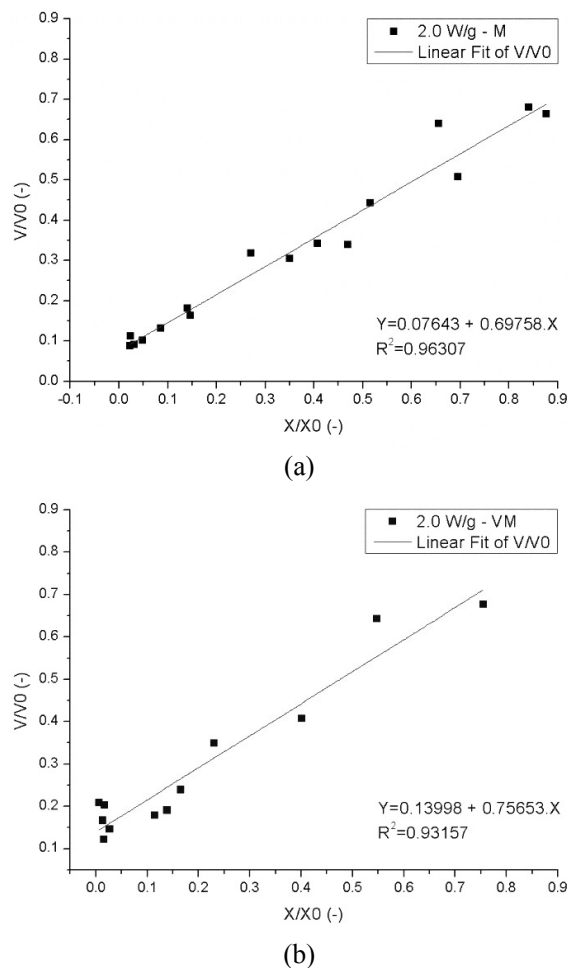 0.9
2.0 W/g - M
Linear Fit of V/V0
0.8
0.7
0.6
0.5
V/V0 (-)
0.4
0.3
0.2
Y=0.07643 + 0.69758.X
0.1
R²=0.96307
0.0
-0.1 0.0 0.1 0.2 0.3 0.4 0.5 0.6 0.7 0.8 0.9
X/X0 (-)
(a)
0.9
2.0 W/g - VM
Linear Fit of V/V0
0.8
0.7
0.6
0.5
V/V0 (-)
0.4
0.3
0.2
Y=0.13998 + 0.75653.X
R²=0.93157
0.1
0.0 0.1 0.2 0.3 0.4 0.5 0.6 0.7 0.8 0.9
X/X0 (-)
(b)